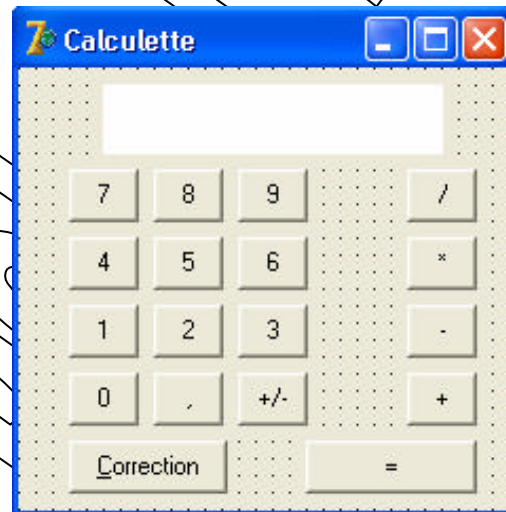 Calculette
7 8 9 /
4 5 6 *
1 2 3 -
0 , +/- +
Correction =